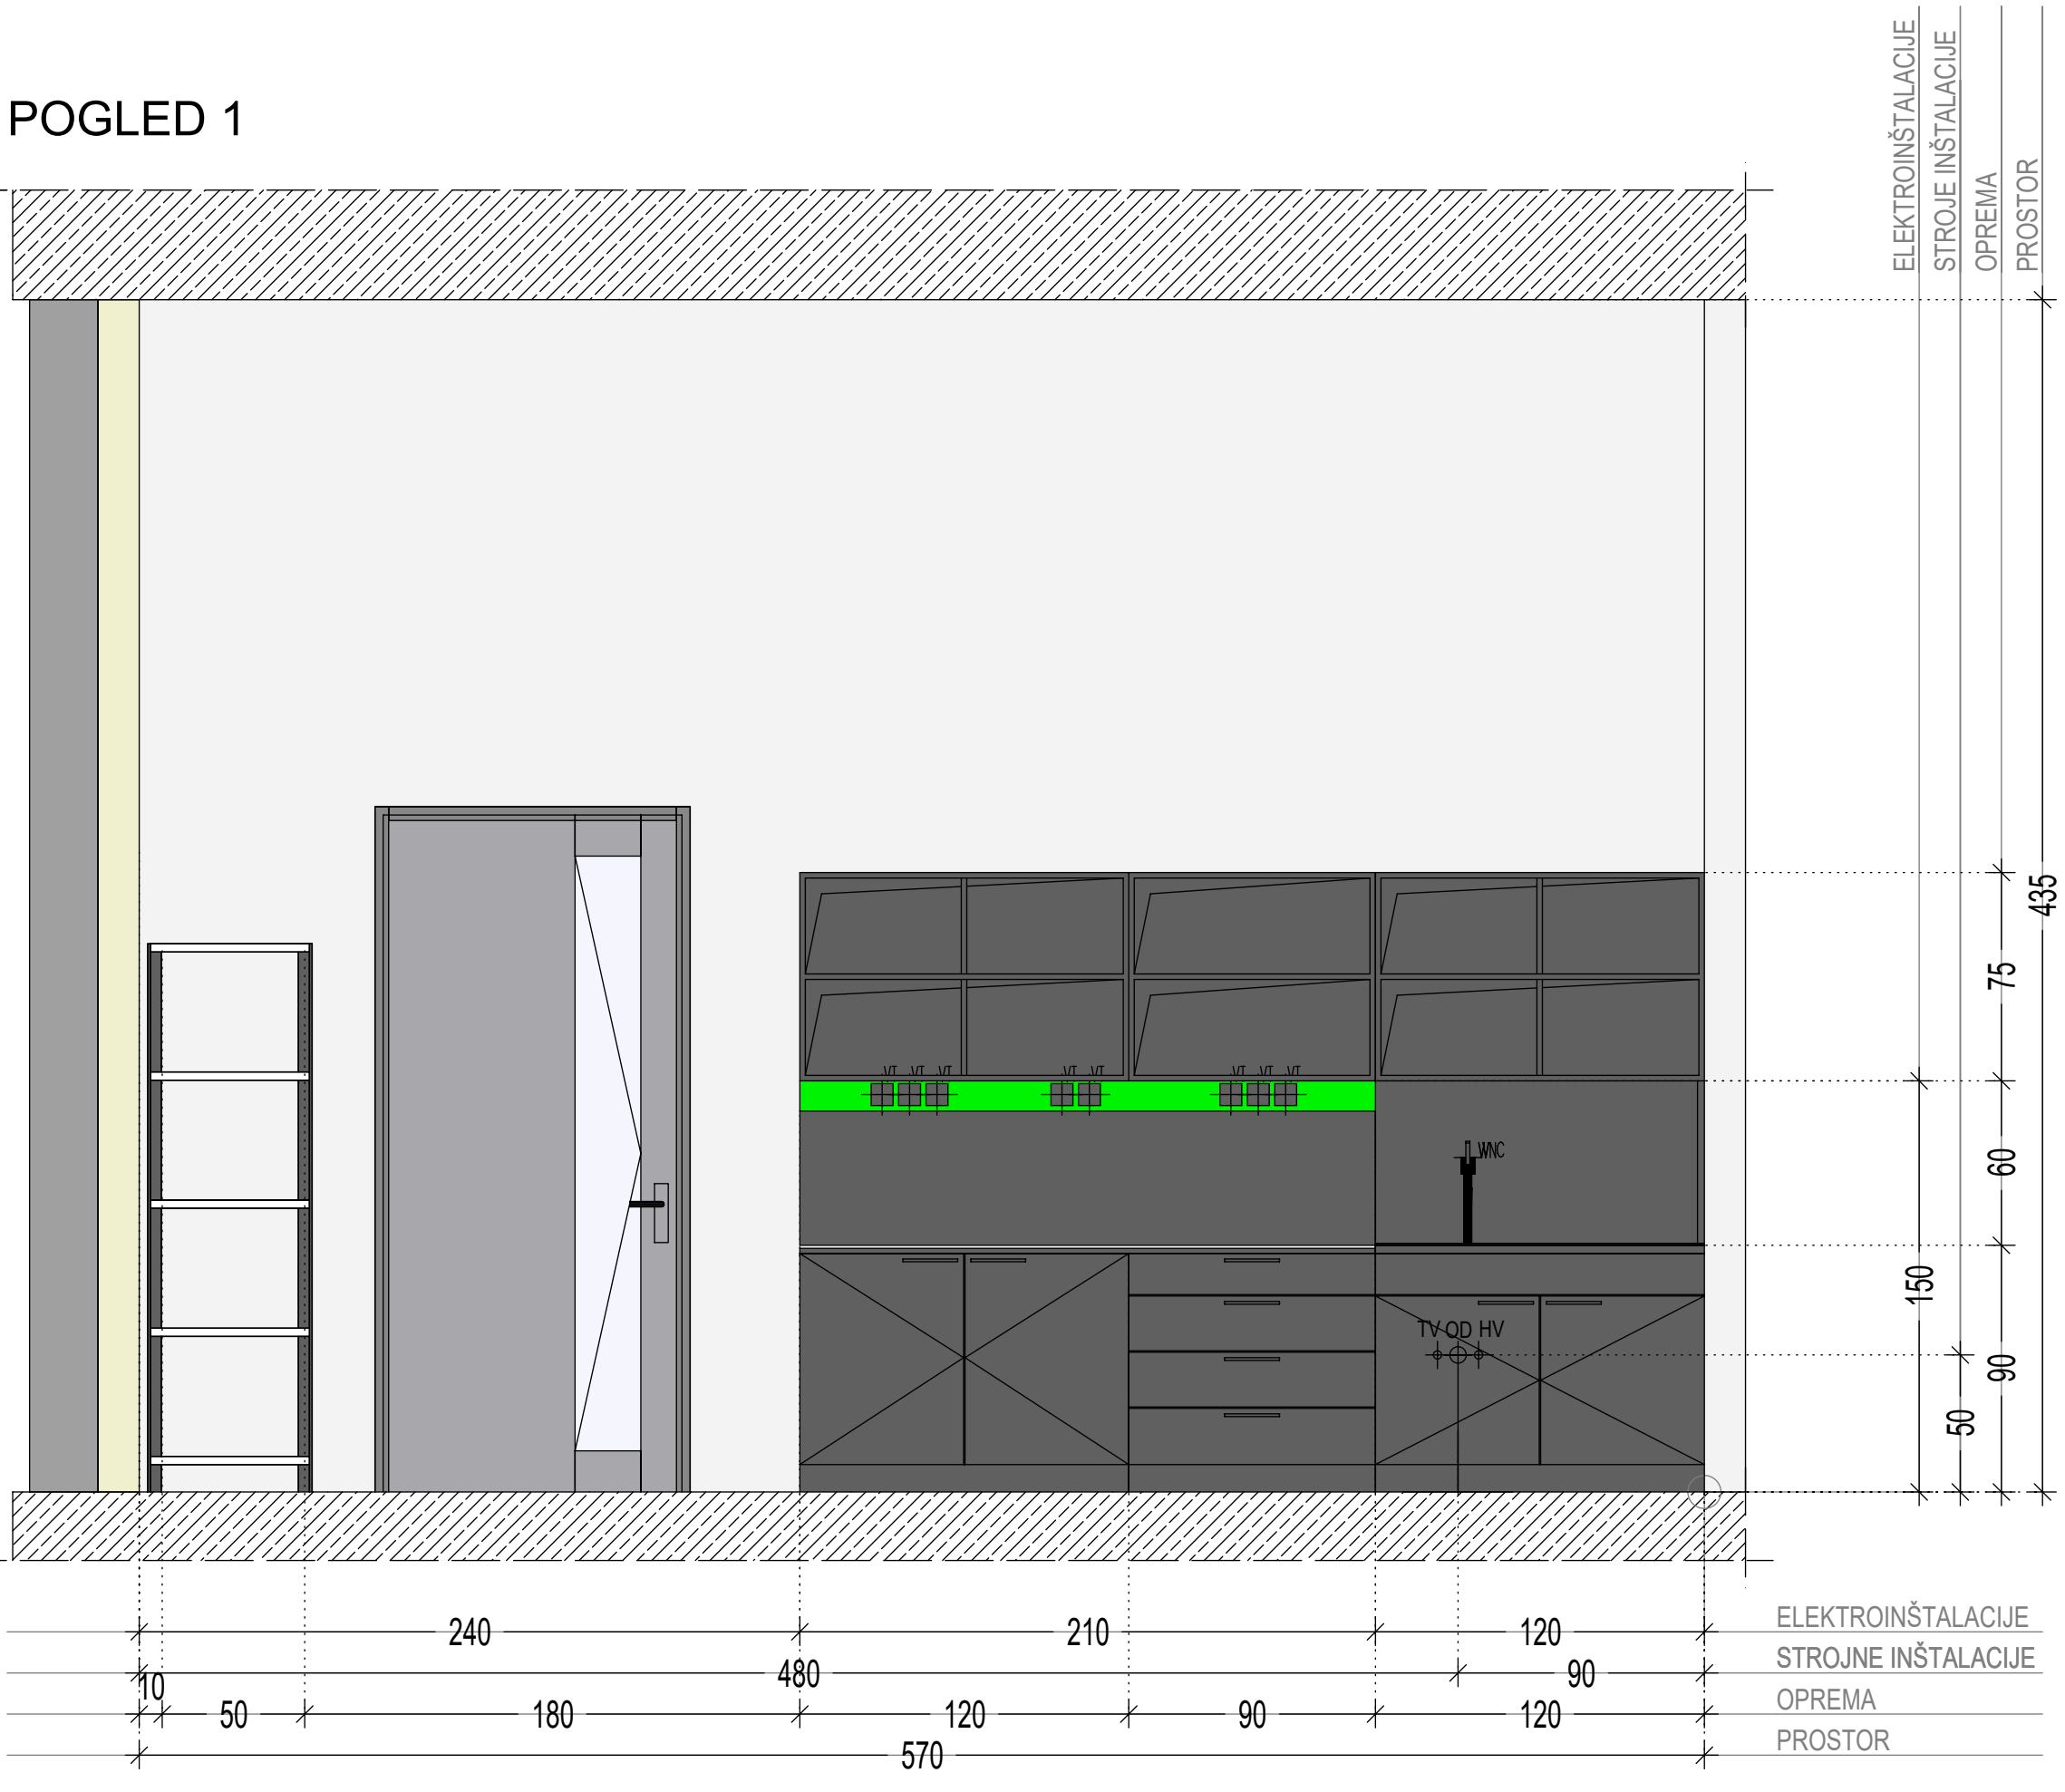 POGLED 1
ELEKTROINŠTALACIJE
STROJE INŠTALACIJE
OPREMA
PROSTOR
435
75
60
90
150
50
VT VT VT VT VT VT VT VT
WNC
TV OD HV
240 210 120 ELEKTROINŠTALACIJE
480 90 STROJNE INŠTALACIJE
10 50 180 120 90 120 OPREMA
570 PROSTOR